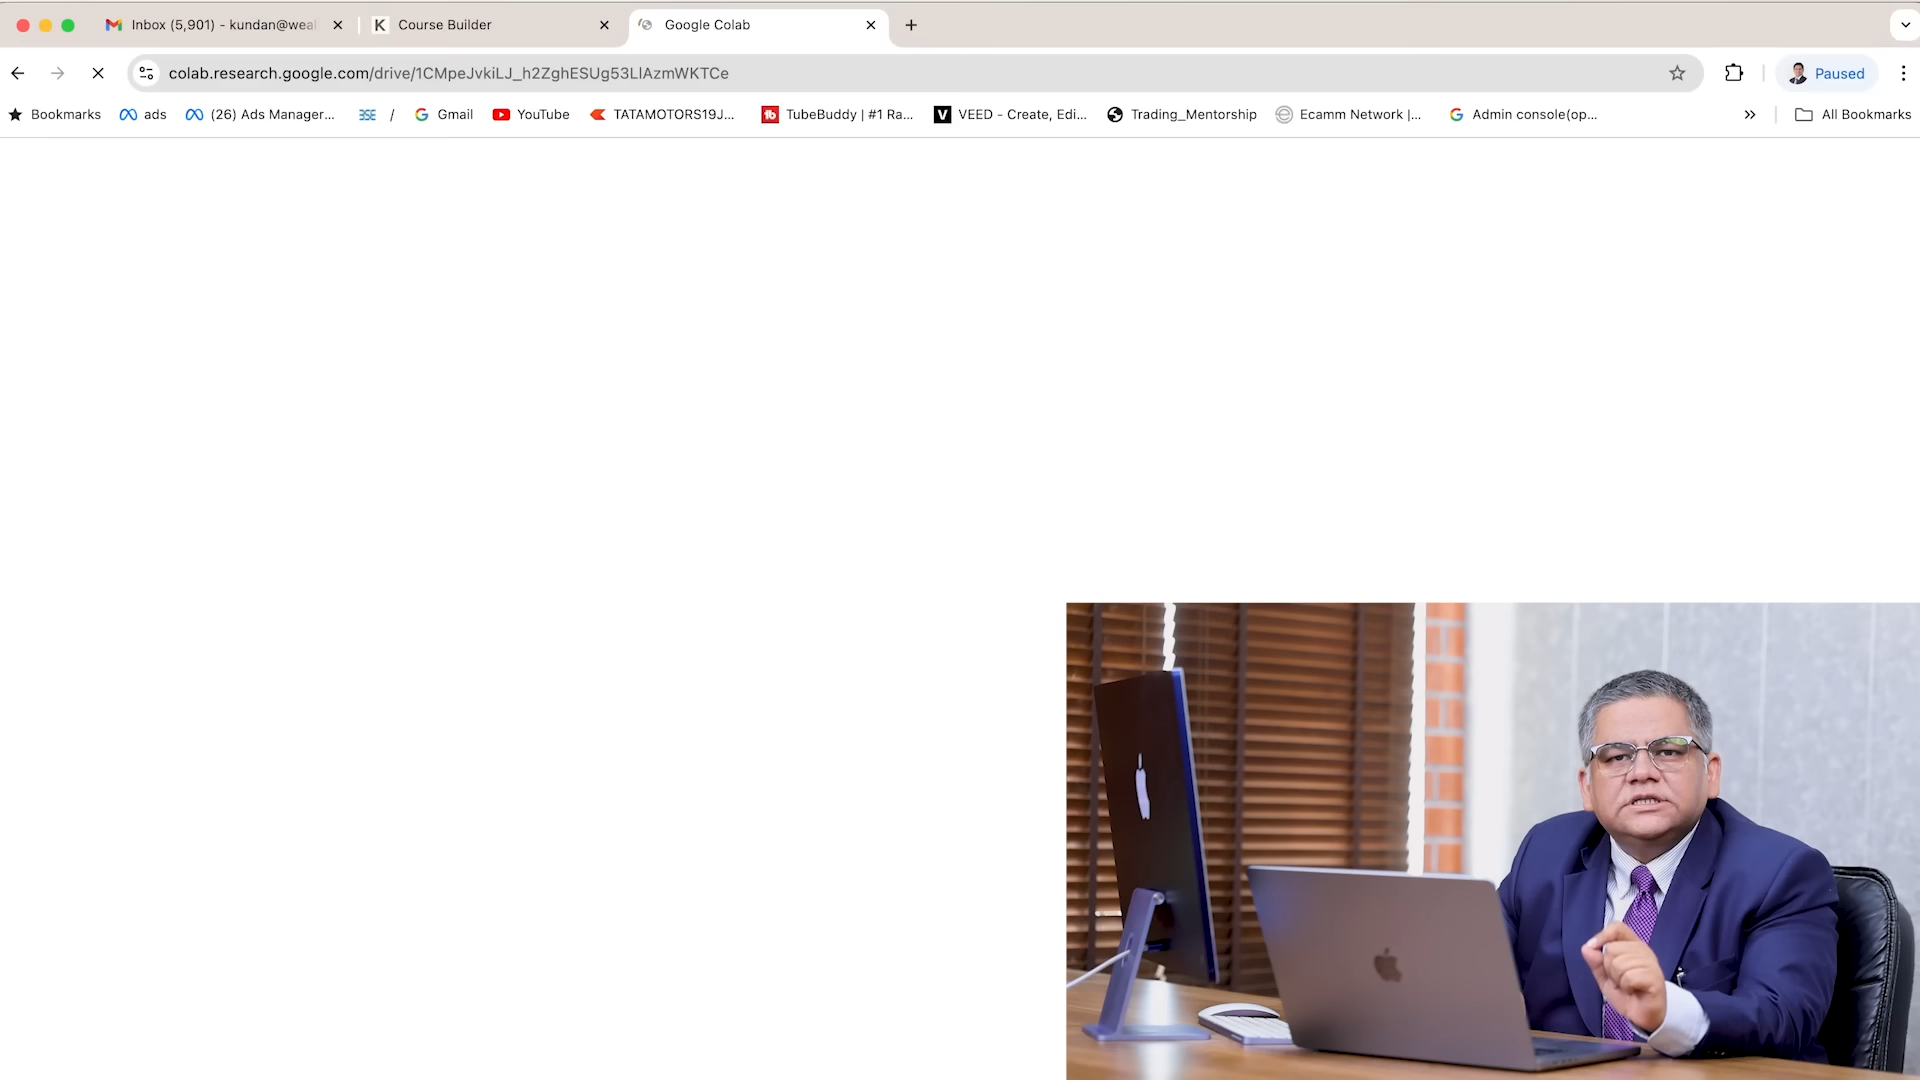 Inbox (5,901) - kundan@weal
Course Builder
Google Colab
colab.research.google.com/drive/1CMpeJvkiLJ_h2ZghESUg53LlAzmWKTCe
Paused
Bookmarks
ads
(26) Ads Manager...
/
Gmail
YouTube
TATAMOTORS19J...
TubeBuddy | #1 Ra...
VEED - Create, Edi...
Trading_Mentorship
Ecamm Network |...
Admin console(op...
All Bookmarks